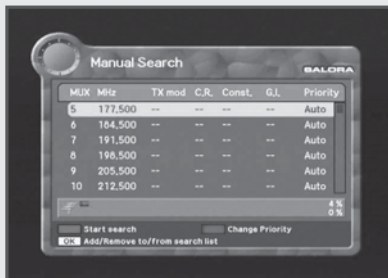 Manual Search
SALORA
MUX MHz TX mod C.R. Const. G.I. Priority
5 177,500 -- -- -- -- Auto
6 184,500 -- -- -- -- Auto
7 191,500 -- -- -- -- Auto
8 198,500 -- -- -- -- Auto
9 205,500 -- -- -- -- Auto
10 212,500 -- -- -- -- Auto
4 %
0 %
Start search Change Priority
OK Add/Remove to/from search list